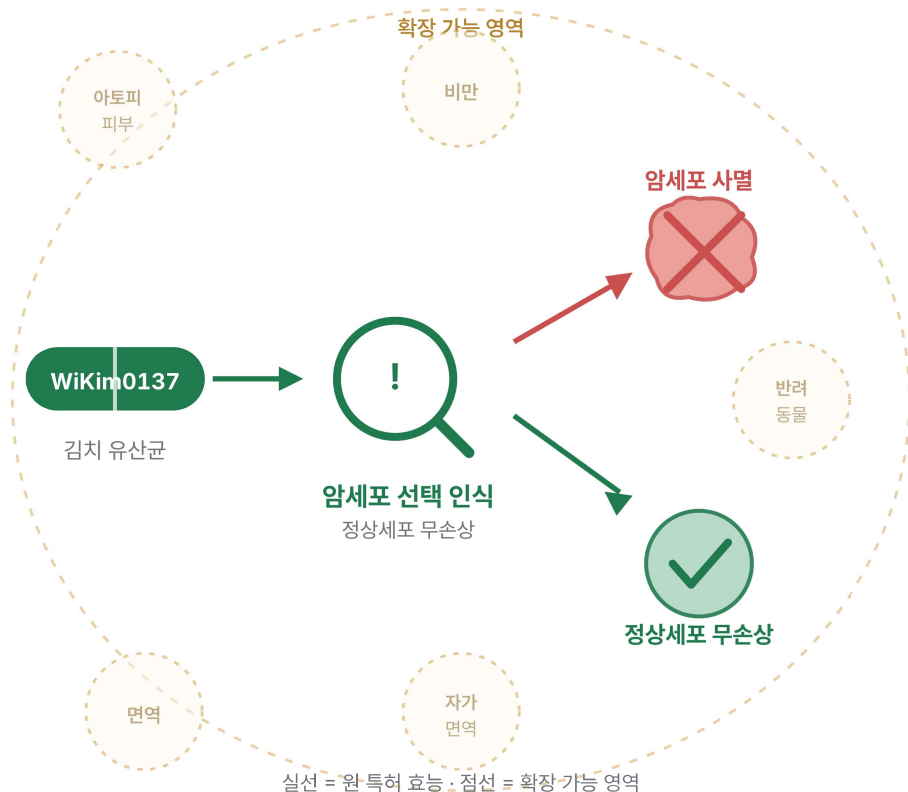 확장 가능 영역
아토피
피부
비만
암세포 사멸
WiKim0137
!
반려
동물
김치 유산균
암세포 선택 인식
정상세포 무손상
정상세포 무손상
면역
자가
면역
실선 = 원 특허 효능 · 점선 = 확장 가능 영역